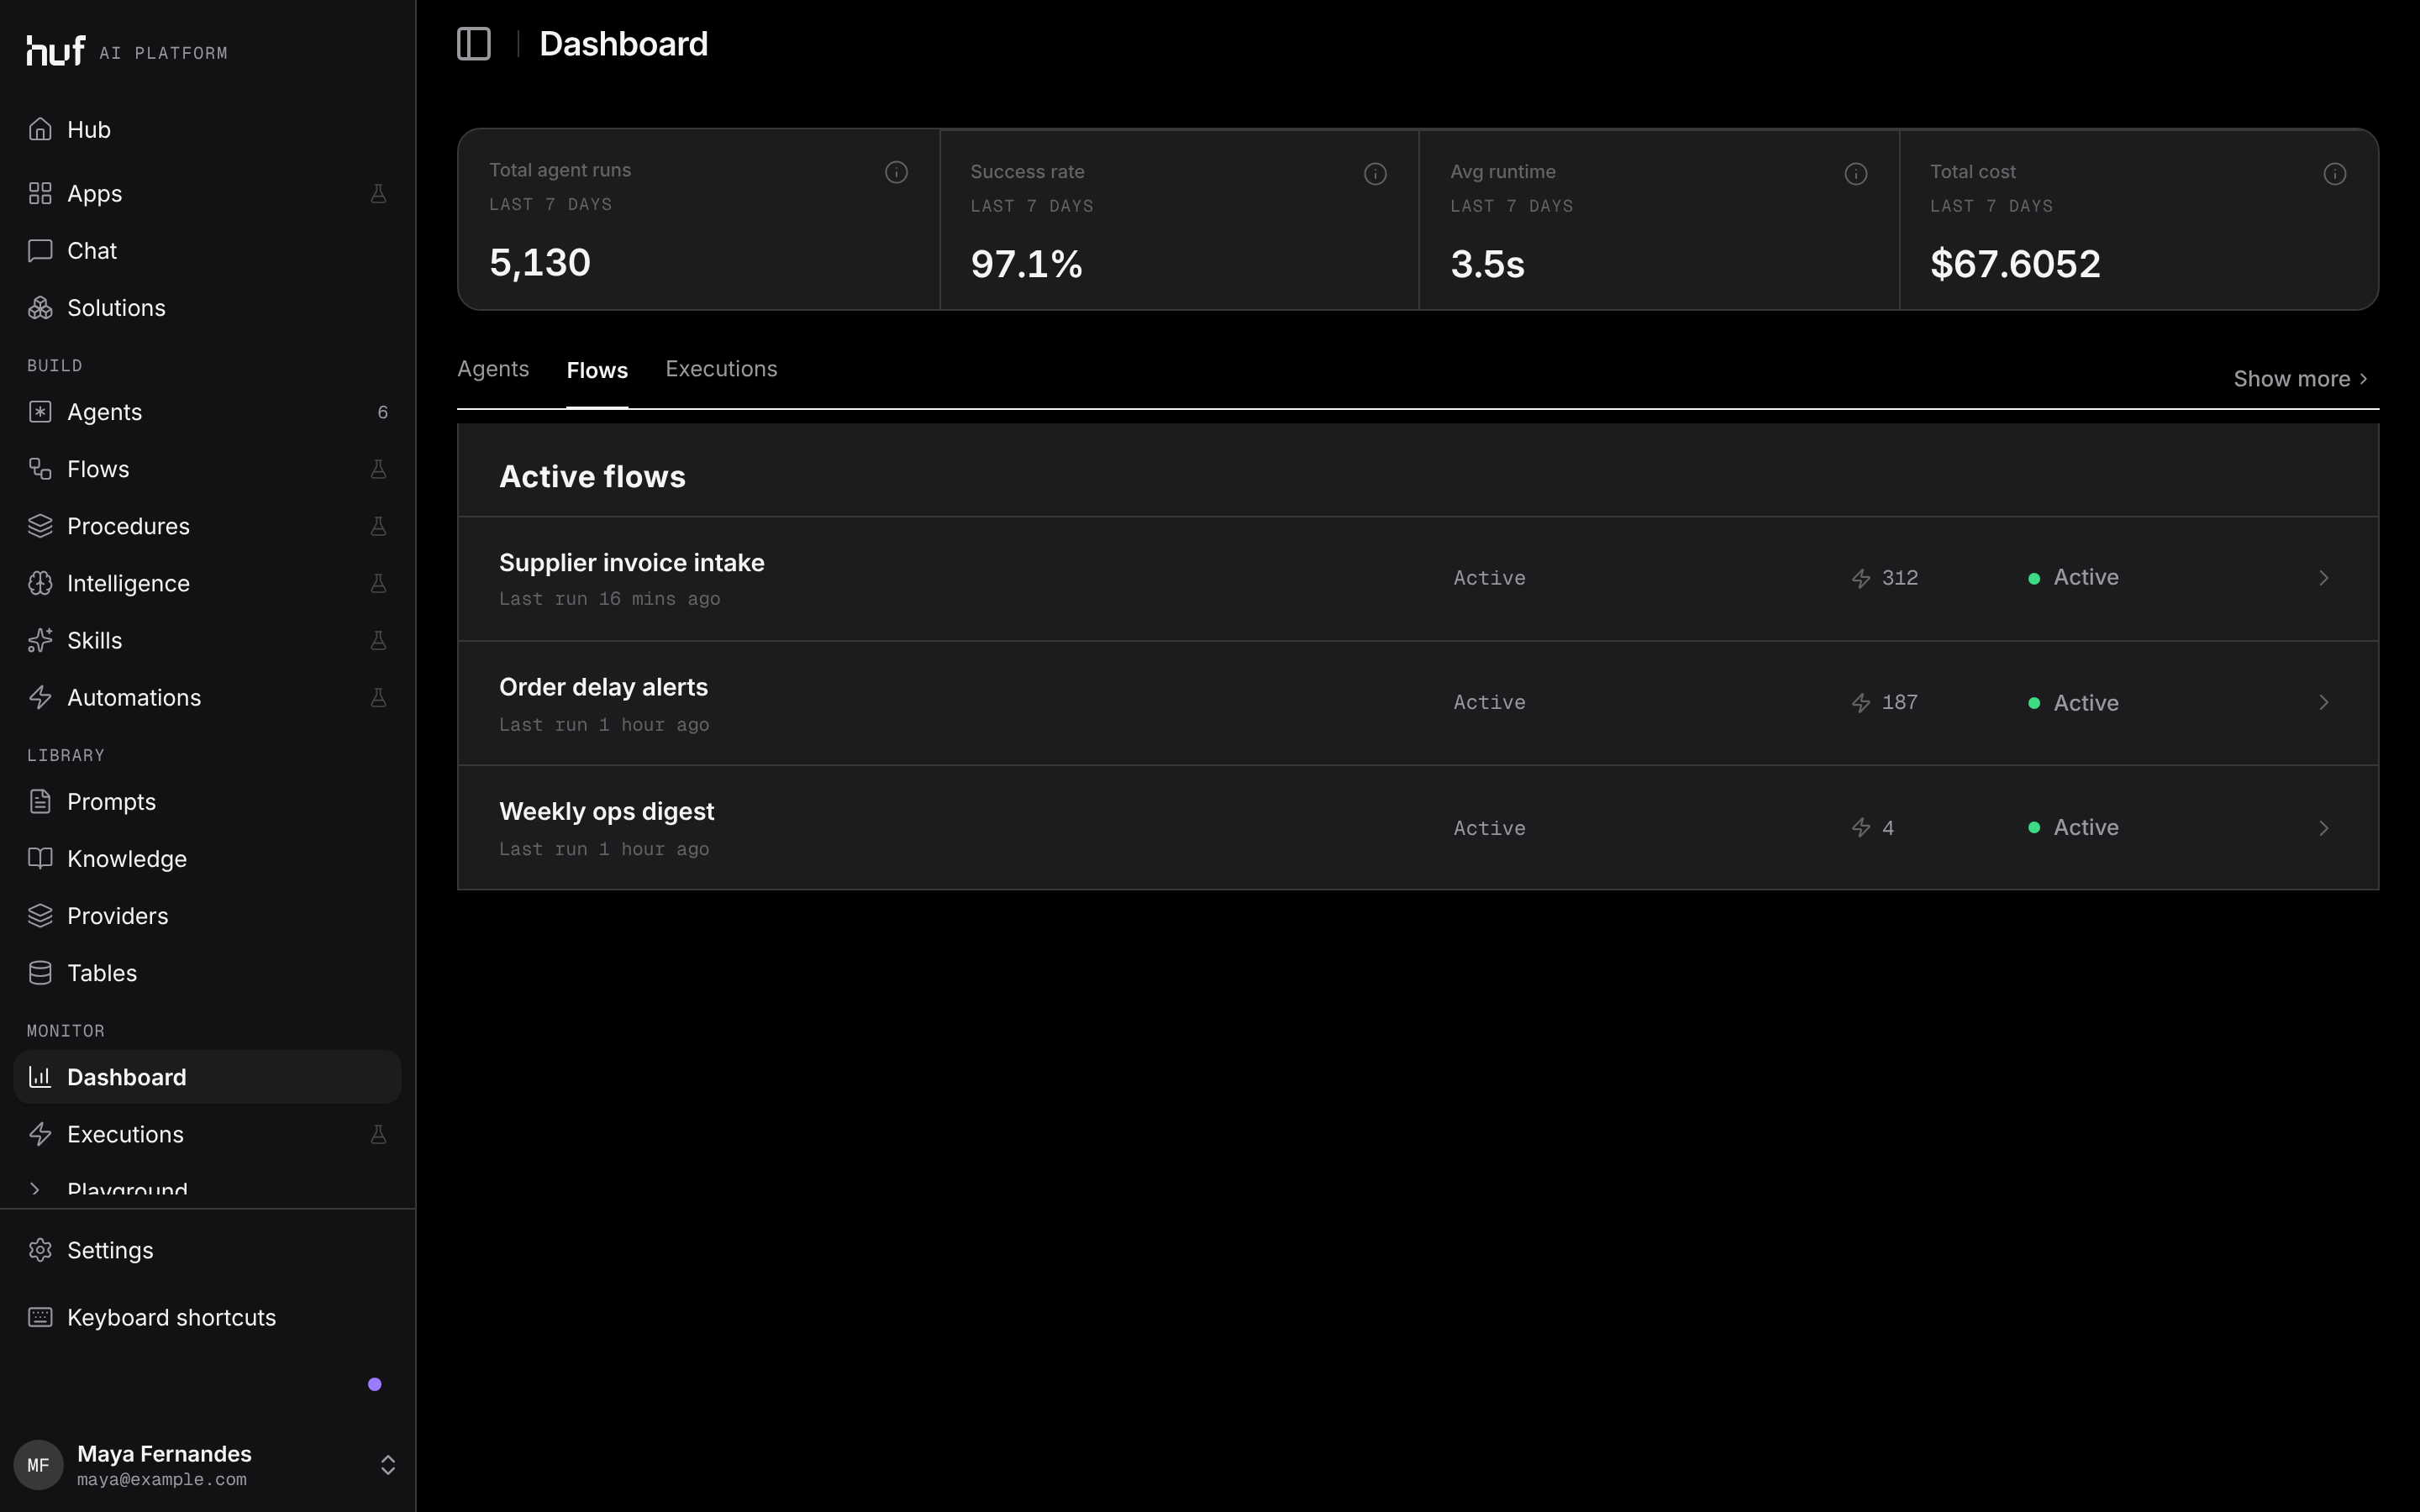 huf AI PLATFORM
Hub
Apps
Chat
Solutions
BUILD
Agents 6
Flows
Procedures
Intelligence
Skills
Automations
LIBRARY
Prompts
Knowledge
Providers
Tables
MONITOR
Dashboard
Executions
Playground
Settings
Keyboard shortcuts
MF
Maya Fernandes
maya@example.com
Dashboard
Total agent runs
LAST 7 DAYS
5,130
Success rate
LAST 7 DAYS
97.1%
Avg runtime
LAST 7 DAYS
3.5s
Total cost
LAST 7 DAYS
$67.6052
Agents Flows Executions Show more
Active flows
Supplier invoice intake
Last run 16 mins ago
Active 312 Active
Order delay alerts
Last run 1 hour ago
Active 187 Active
Weekly ops digest
Last run 1 hour ago
Active 4 Active